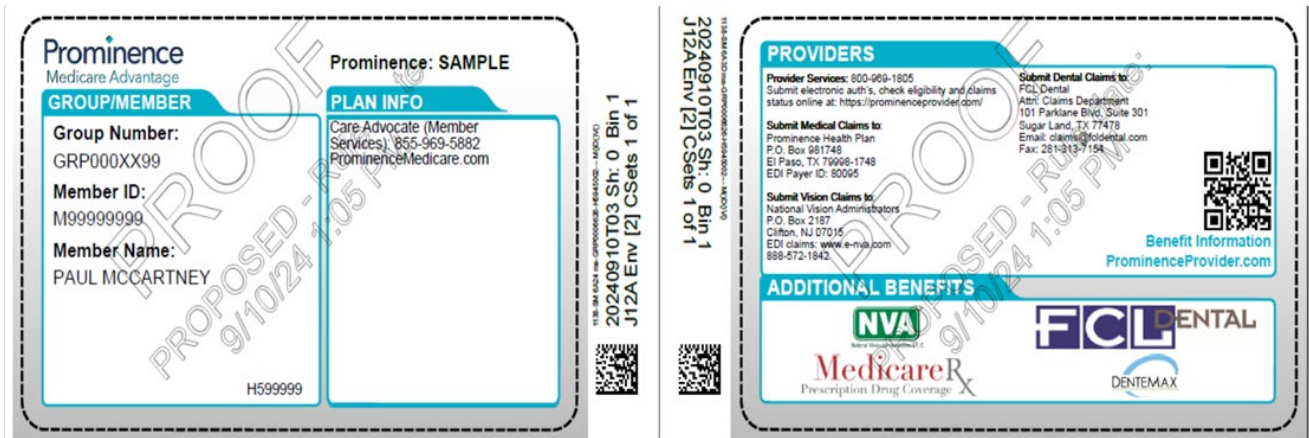 Prominence
Medicare Advantage
Prominence: SAMPLE
GROUP/MEMBER
Group Number:
GRP000XX99
Member ID:
M99999999
Member Name:
PAUL MCCARTNEY
H599999
PLAN INFO
Care Advocate (Member
Services): 855-969-5882
ProminenceMedicare.com
PROOF
PROPOSED - Run Date:
9/10/24 1:05 PM
20240910T03 Sh: 0 Bin 1
J12A Env [2] CSets 1 of 1
20240910T03 Sh: 0 Bin 1
J12A Env [2] CSets 1 of 1
PROVIDERS
Provider Services: 800-969-1805
Submit electronic auth's, check eligibility and claims
status online at: https://prominenceprovider.com/
Submit Medical Claims to:
Prominence Health Plan
P.O. Box 981748
El Paso, TX 79998-1748
EDI Payer ID: 80095
Submit Vision Claims to:
National Vision Administrators
P.O. Box 2187
Clifton, NJ 07015
EDI claims: www.e-nva.com
888-572-1842
Submit Dental Claims to:
FCL Dental
Attn: Claims Department
101 Parklane Blvd, Suite 301
Sugar Land, TX 77478
Email: claims@fcldental.com
Fax: 281-313-7154
Benefit Information
ProminenceProvider.com
PROOF
PROPOSED - Run Date:
9/10/24 1:05 PM
ADDITIONAL BENEFITS
NVA
FCL DENTAL
MedicareRx
Prescription Drug Coverage
DENTEMAX